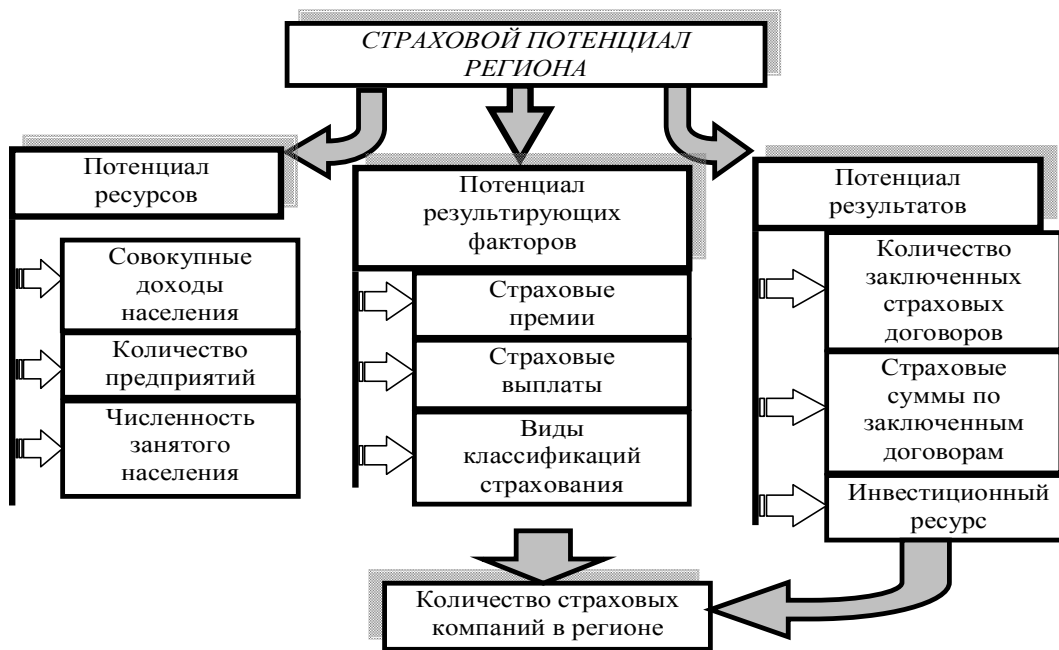 СТРАХОВОЙ ПОТЕНЦИАЛ
РЕГИОНА
Потенциал
ресурсов
Совокупные
доходы
населения
Количество
предприятий
Численность
занятого
населения
Потенциал
результирующих
факторов
Страховые
премии
Страховые
выплаты
Виды
классификаций
страхования
Потенциал
результатов
Количество
заключенных
страховых
договоров
Страховые
суммы по
заключенным
договорам
Инвестиционный
ресурс
Количество страховых
компаний в регионе